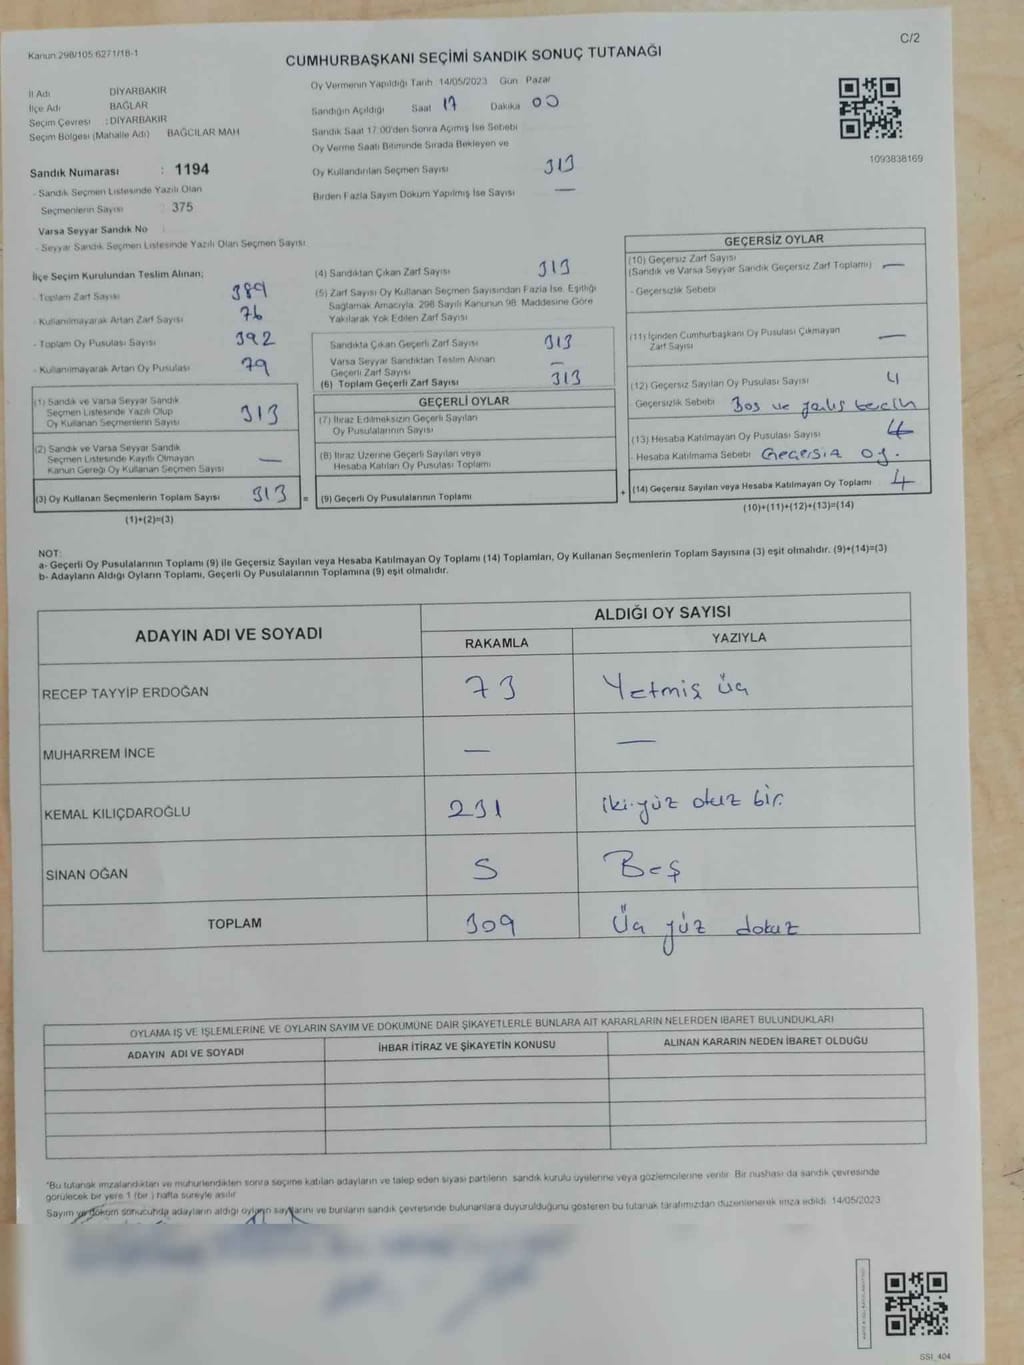 Kanun 298/105 6271/18-1
C/2
CUMHURBAŞKANI SEÇİMİ SANDIK SONUÇ TUTANAĞI
İl Adı DİYARBAKIR
İlçe Adı BAĞLAR
Seçim Çevresi : DİYARBAKIR
Seçim Bölgesi (Mahalle Adı) BAĞCILAR MAH
Sandık Numarası : 1194
- Sandık Seçmen Listesinde Yazılı Olan
Seçmenlerin Sayısı 375
Varsa Seyyar Sandık No
- Seyyar Sandık Seçmen Listesinde Yazılı Olan Seçmen Sayısı
Oy Vermenin Yapıldığı Tarih 14/05/2023 Gün Pazar
Sandığın Açıldığı Saat 17 Dakika 00
Sandık Saat 17:00'den Sonra Açımış İse Sebebi
Oy Verme Saati Bitiminde Sırada Bekleyen ve
Oy Kullandırılan Seçmen Sayısı 313
Birden Fazla Sayım Döküm Yapılmış İse Sayısı —
1093838169
İlçe Seçim Kurulundan Teslim Alınan;
- Toplam Zarf Sayısı 389
- Kullanılmayarak Artan Zarf Sayısı 76
- Toplam Oy Pusulası Sayısı 392
- Kullanılmayarak Artan Oy Pusulası 79
(1) Sandık ve Varsa Seyyar Sandık
Seçmen Listesinde Yazılı Olup
Oy Kullanan Seçmenlerin Sayısı 313
(2) Sandık ve Varsa Seyyar Sandık
Seçmen Listesinde Kayıtlı Olmayan
Kanun Gereği Oy Kullanan Seçmen Sayısı —
(3) Oy Kullanan Seçmenlerin Toplam Sayısı 313
(1)+(2)=(3)
(4) Sandıktan Çıkan Zarf Sayısı 313
(5) Zarf Sayısı Oy Kullanan Seçmen Sayısından Fazla İse, Eşitliği
Sağlamak Amacıyla, 298 Sayılı Kanunun 98. Maddesine Göre
Yakılarak Yok Edilen Zarf Sayısı
Sandıkta Çıkan Geçerli Zarf Sayısı 313
Varsa Seyyar Sandıktan Teslim Alınan
Geçerli Zarf Sayısı —
(6) Toplam Geçerli Zarf Sayısı 313
GEÇERLİ OYLAR
(7) İtiraz Edilmeksizin Geçerli Sayılan
Oy Pusulalarının Sayısı
(8) İtiraz Üzerine Geçerli Sayılan veya
Hesaba Katılan Oy Pusulası Toplamı
= (9) Geçerli Oy Pusulalarının Toplamı +
GEÇERSİZ OYLAR
(10) Geçersiz Zarf Sayısı
(Sandık ve Varsa Seyyar Sandık Geçersiz Zarf Toplamı) —
- Geçersizlik Sebebi
(11) İçinden Cumhurbaşkanı Oy Pusulası Çıkmayan
Zarf Sayısı —
(12) Geçersiz Sayılan Oy Pusulası Sayısı 4
Geçersizlik Sebebi Boş ve yalış tercih
(13) Hesaba Katılmayan Oy Pusulası Sayısı 4
- Hesaba Katılmama Sebebi Geçersiz oy.
(14) Geçersiz Sayılan veya Hesaba Katılmayan Oy Toplamı 4
(10)+(11)+(12)+(13)=(14)
NOT:
a- Geçerli Oy Pusulalarının Toplamı (9) ile Geçersiz Sayılan veya Hesaba Katılmayan Oy Toplamı (14) Toplamları, Oy Kullanan Seçmenlerin Toplam Sayısına (3) eşit olmalıdır. (9)+(14)=(3)
b- Adayların Aldığı Oyların Toplamı, Geçerli Oy Pusulalarının Toplamına (9) eşit olmalıdır.
ADAYIN ADI VE SOYADI
ALDIĞI OY SAYISI
RAKAMLA YAZIYLA
RECEP TAYYİP ERDOĞAN 73 Yetmiş üç
MUHARREM İNCE — —
KEMAL KILIÇDAROĞLU 231 iki yüz otuz bir.
SİNAN OĞAN 5 Beş
TOPLAM 309 Üç yüz dokuz
OYLAMA İŞ VE İŞLEMLERİNE VE OYLARIN SAYIM VE DÖKÜMÜNE DAİR ŞİKAYETLERLE BUNLARA AİT KARARLARIN NELERDEN İBARET BULUNDUKLARI
ADAYIN ADI VE SOYADI İHBAR İTİRAZ VE ŞİKAYETİN KONUSU ALINAN KARARIN NEDEN İBARET OLDUĞU
"Bu tutanak imzalandıktan ve mühürlendikten sonra seçime katılan adayların ve talep eden siyasi partilerin sandık kurulu üyelerine veya gözlemcilerine verilir. Bir nushası da sandık çevresinde
görülecek bir yere 1 (bir ) hafta süreyle asılır
Sayım ve döküm sonucunda adayların aldığı oyların sayılarını ve bunların sandık çevresinde bulunanlara duyurulduğunu gösteren bu tutanak tarafımızdan düzenlenerek imza edildi. 14/05/2023
SSI_404